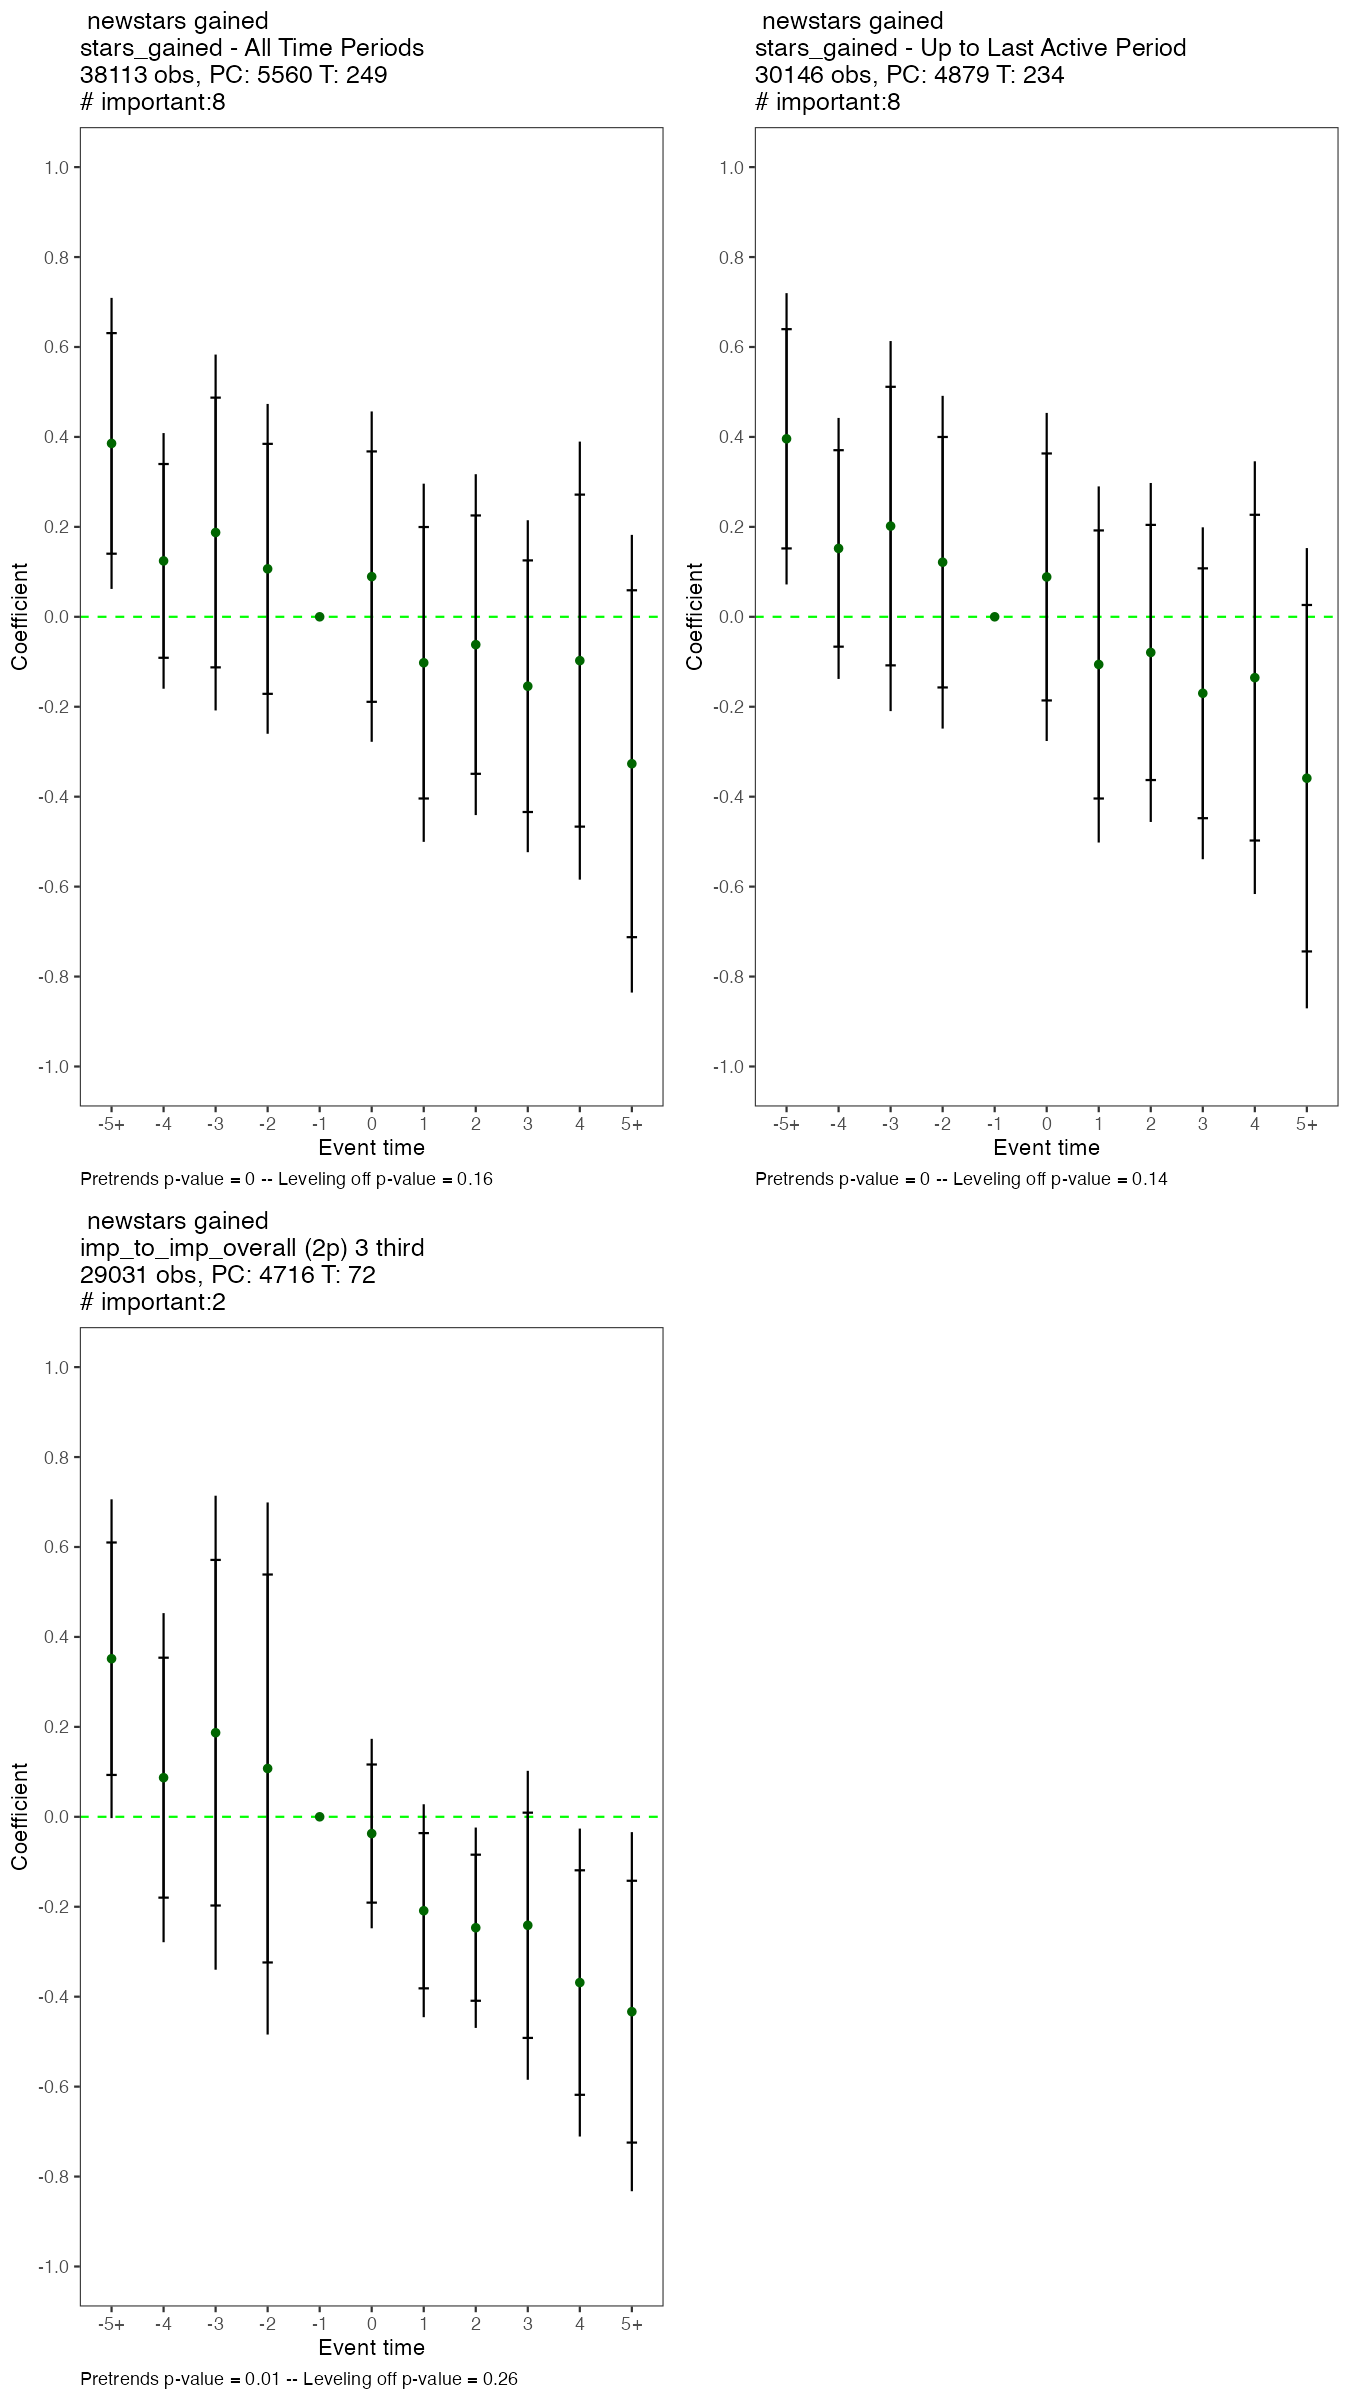 newstars gained
stars_gained - All Time Periods
38113 obs, PC: 5560 T: 249
# important:8
1.0
0.8
0.6
0.4
0.2
0.0
-0.2
-0.4
-0.6
-0.8
-1.0
Coefficient
-5+ -4 -3 -2 -1 0 1 2 3 4 5+
Event time
Pretrends p-value = 0 -- Leveling off p-value = 0.16
newstars gained
stars_gained - Up to Last Active Period
30146 obs, PC: 4879 T: 234
# important:8
1.0
0.8
0.6
0.4
0.2
0.0
-0.2
-0.4
-0.6
-0.8
-1.0
Coefficient
-5+ -4 -3 -2 -1 0 1 2 3 4 5+
Event time
Pretrends p-value = 0 -- Leveling off p-value = 0.14
newstars gained
imp_to_imp_overall (2p) 3 third
29031 obs, PC: 4716 T: 72
# important:2
1.0
0.8
0.6
0.4
0.2
0.0
-0.2
-0.4
-0.6
-0.8
-1.0
Coefficient
-5+ -4 -3 -2 -1 0 1 2 3 4 5+
Event time
Pretrends p-value = 0.01 -- Leveling off p-value = 0.26